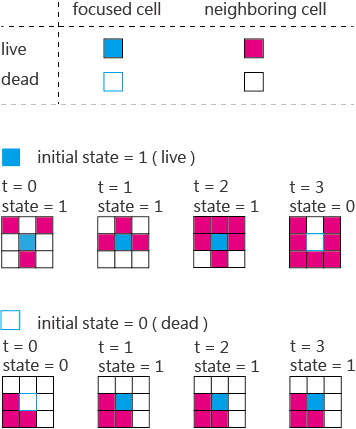 focused cell neighboring cell
live
dead
initial state = 1 ( live )
t = 0 t = 1 t = 2 t = 3
state = 1 state = 1 state = 1 state = 0
initial state = 0 ( dead )
t = 0 t = 1 t = 2 t = 3
state = 0 state = 1 state = 1 state = 1